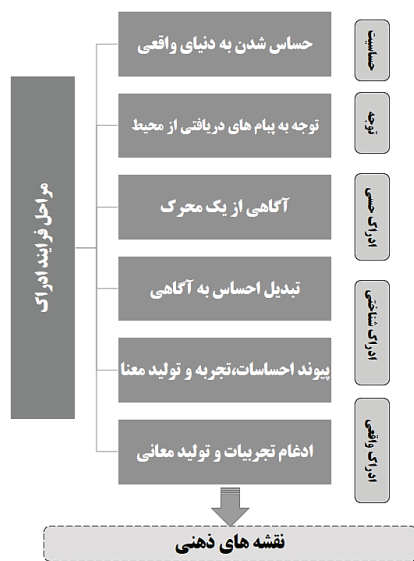 حساس شدن به دنیای واقعی
حساسیت
توجه به پیام های دریافتی از محیط
توجه
آگاهی از یک محرک
ادراک حسی
مراحل فرایند ادراک
تبدیل احساس به آگاهی
ادراک شناختی
پیوند احساسات،تجربه و تولید معنا
ادغام تجربیات و تولید معانی
ادراک واقعی
نقشه های ذهنی